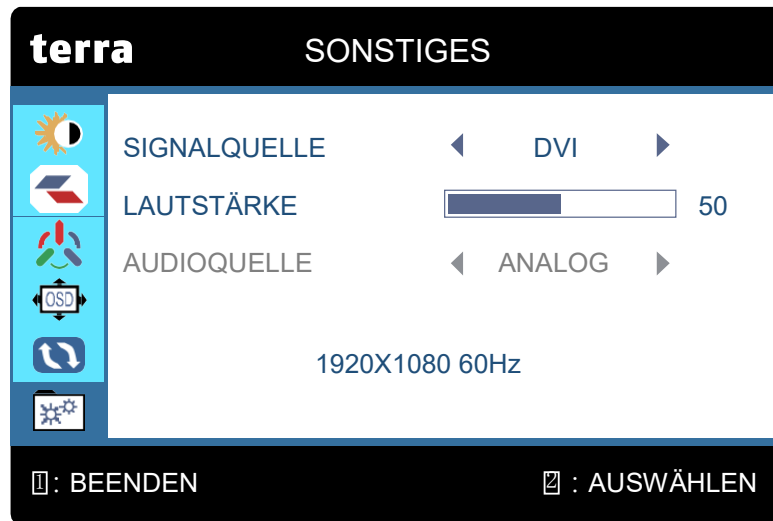 terra SONSTIGES
SIGNALQUELLE DVI
LAUTSTÄRKE 50
AUDIOQUELLE ANALOG
OSD
1920X1080 60Hz
1: BEENDEN 2 : AUSWÄHLEN